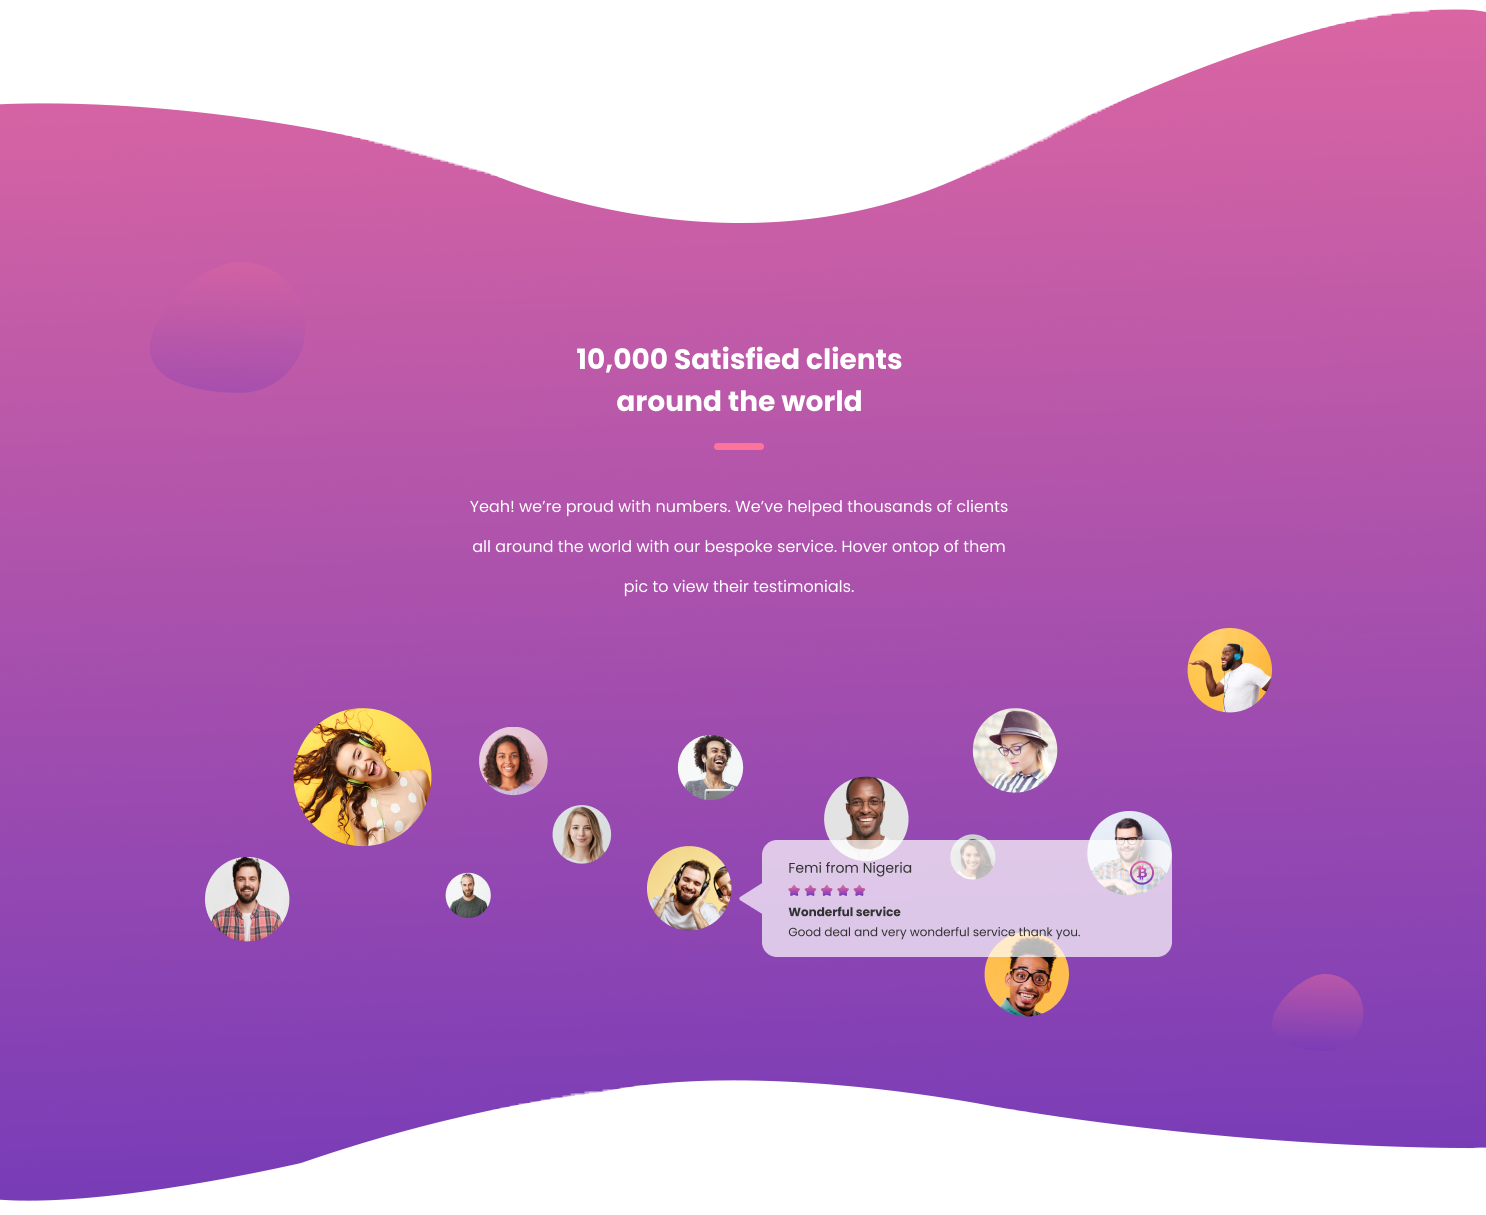 10,000 Satisfied clients
around the world
Yeah! we’re proud with numbers. We’ve helped thousands of clients
all around the world with our bespoke service. Hover ontop of them
pic to view their testimonials.
Femi from Nigeria
Wonderful service
Good deal and very wonderful service thank you.